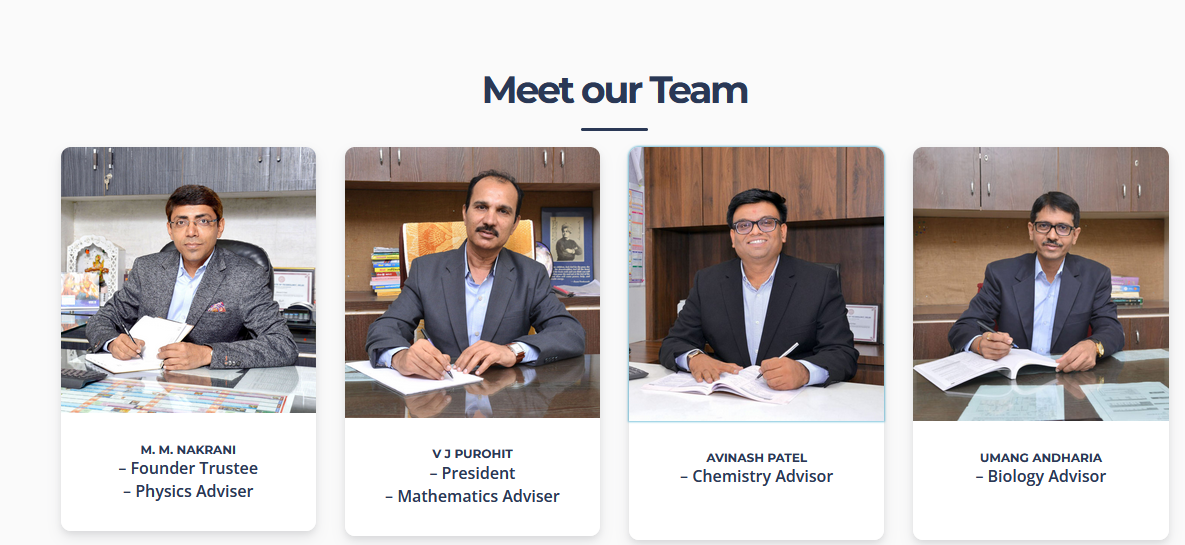 Meet our Team
M. M. NAKRANI
– Founder Trustee
– Physics Adviser
V J PUROHIT
– President
– Mathematics Adviser
AVINASH PATEL
– Chemistry Advisor
UMANG ANDHARIA
– Biology Advisor